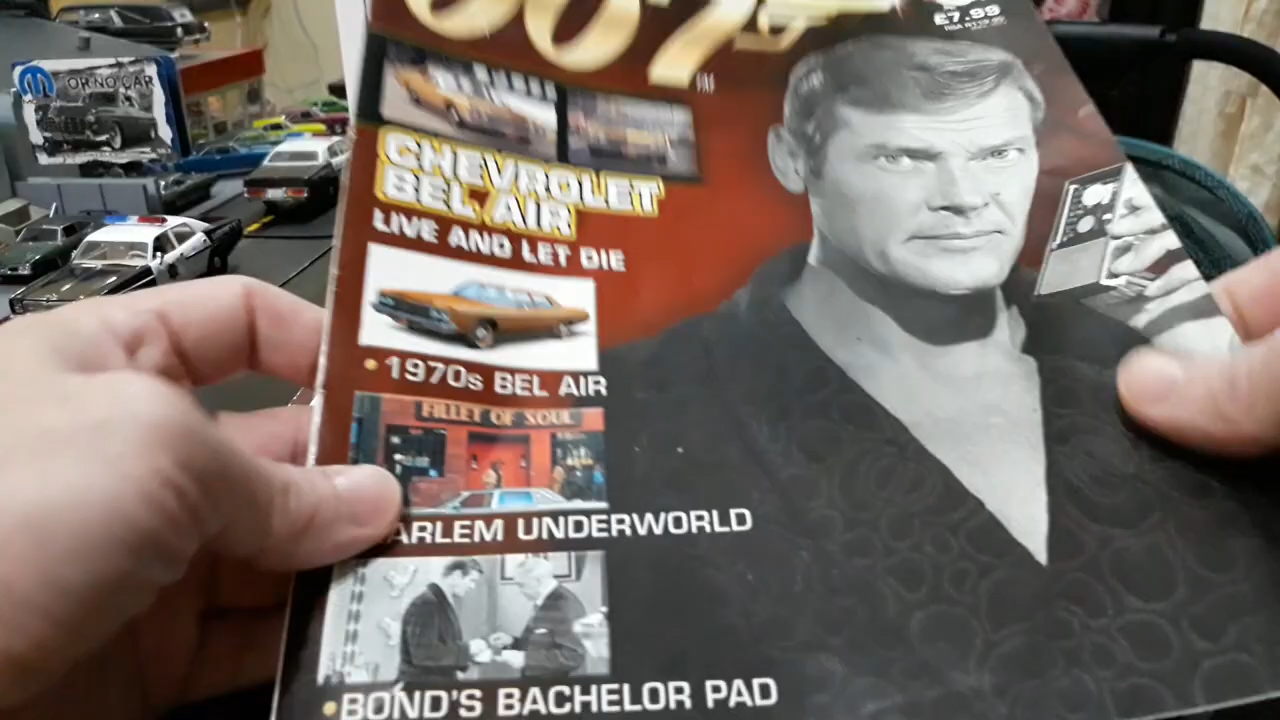 007
£7.99
OR NO CAR
CHEVROLET
BEL AIR
LIVE AND LET DIE
• 1970s BEL AIR
FILLET OF SOUL
ARLEM UNDERWORLD
• BOND'S BACHELOR PAD